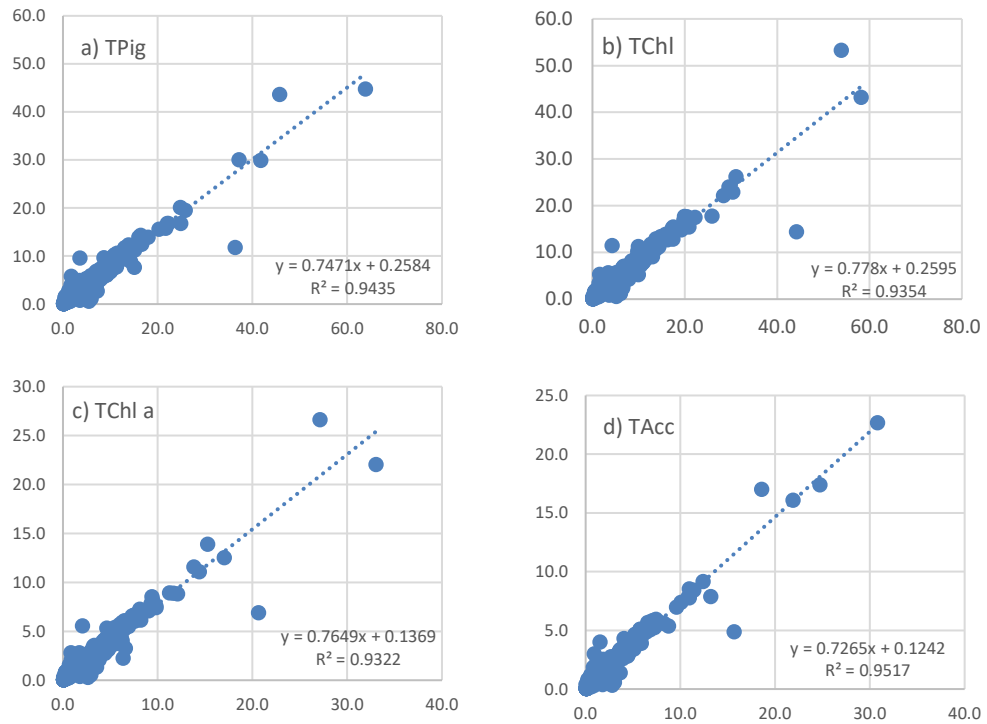 60.0
50.0
40.0
30.0
20.0
10.0
0.0
a) TPig
y = 0.7471x + 0.2584
R² = 0.9435
0.0 20.0 40.0 60.0 80.0
60.0
50.0
40.0
30.0
20.0
10.0
0.0
b) TChl
y = 0.778x + 0.2595
R² = 0.9354
0.0 20.0 40.0 60.0 80.0
30.0
25.0
20.0
15.0
10.0
5.0
0.0
c) TChl a
y = 0.7649x + 0.1369
R² = 0.9322
0.0 10.0 20.0 30.0 40.0
25.0
20.0
15.0
10.0
5.0
0.0
d) TAcc
y = 0.7265x + 0.1242
R² = 0.9517
0.0 10.0 20.0 30.0 40.0